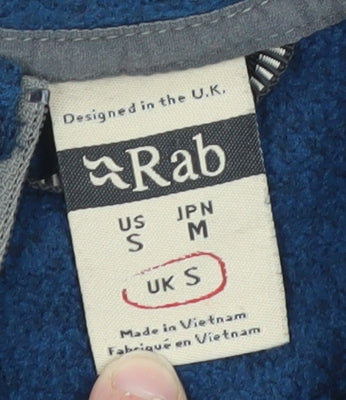 Designed in the U.K.
Rab
US JPN
S M
UK S
Made in Vietnam
Fabriqué en Vietnam